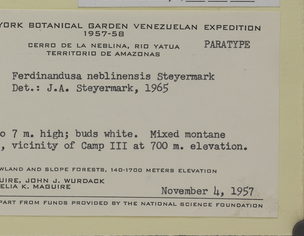 YORK BOTANICAL GARDEN VENEZUELAN EXPEDITION
1957-58
CERRO DE LA NEBLINA, RIO YATUA
PARATYPE
TERRITORIO DE AMAZONAS
Ferdinandusa neblinensis Steyermark
Det.: J.A. Steyermark, 1965
o 7 m. high; buds white. Mixed montane
, vicinity of Camp III at 700 m. elevation.
WLAND AND SLOPE FORESTS, 140-1700 METERS ELEVATION
UIRE, JOHN J. WURDACK
ELIA K. MAGUIRE
November 4, 1957
PART FROM FUNDS PROVIDED BY THE NATIONAL SCIENCE FOUNDATION